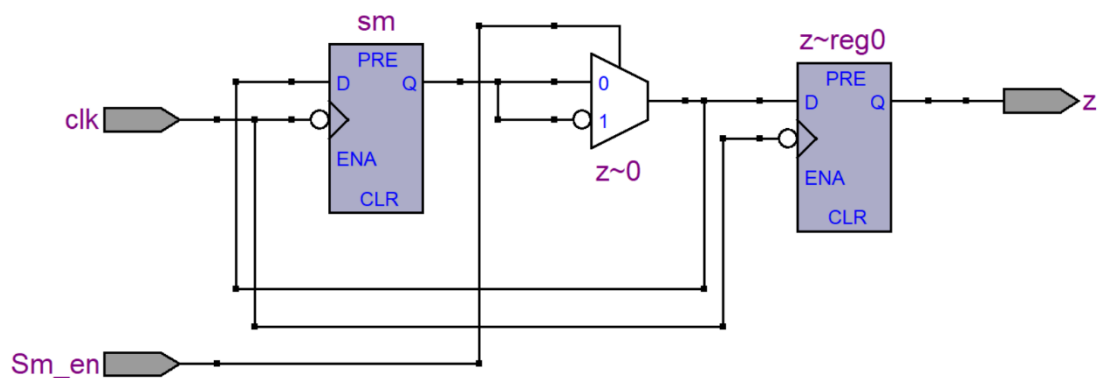 sm
PRE
D
Q
ENA
CLR
clk
0
1
z~0
z~reg0
PRE
D
Q
ENA
CLR
z
Sm_en